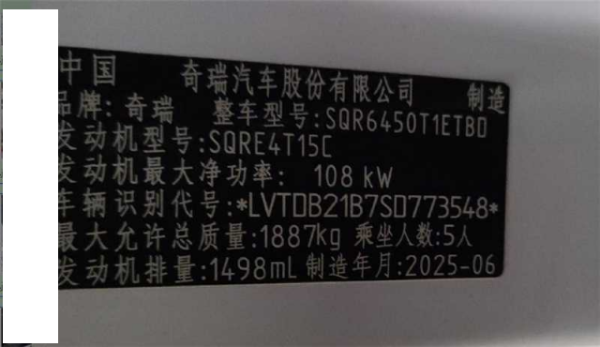 中国 奇瑞汽车股份有限公司 制造
品牌: 奇瑞 整车型号:SQR6450T1ETBD
发动机型号:SQRE4T15C
发动机最大净功率: 108 kW
车辆识别代号:*LVTDB21B7SD773548*
最大允许总质量:1887kg 乘坐人数:5人
发动机排量:1498mL 制造年月:2025-06